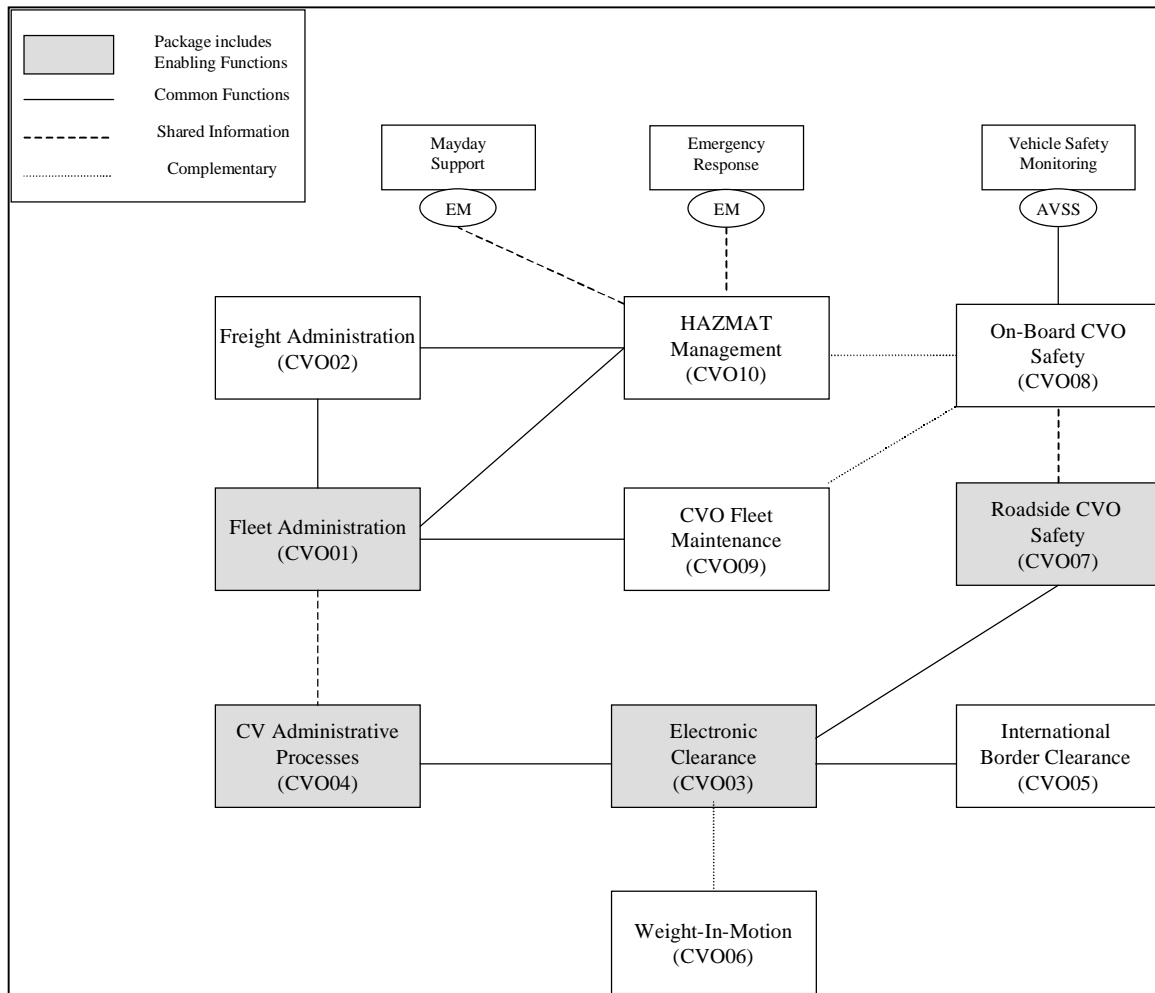 Package includes
Enabling Functions
Common Functions
Shared Information
Complementary
Mayday
Support
EM
Emergency
Response
EM
Vehicle Safety
Monitoring
AVSS
Freight Administration
(CVO02)
HAZMAT
Management
(CVO10)
On-Board CVO
Safety
(CVO08)
Fleet Administration
(CVO01)
CVO Fleet
Maintenance
(CVO09)
Roadside CVO
Safety
(CVO07)
CV Administrative
Processes
(CVO04)
Electronic
Clearance
(CVO03)
International
Border Clearance
(CVO05)
Weight-In-Motion
(CVO06)